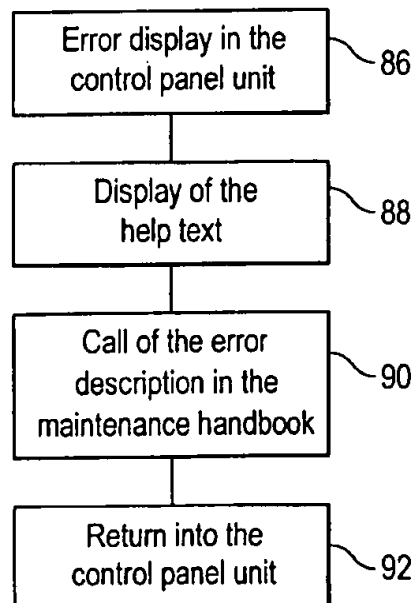 Error display in the
control panel unit
86
Display of the
help text
88
Call of the error
description in the
maintenance handbook
90
Return into the
control panel unit
92